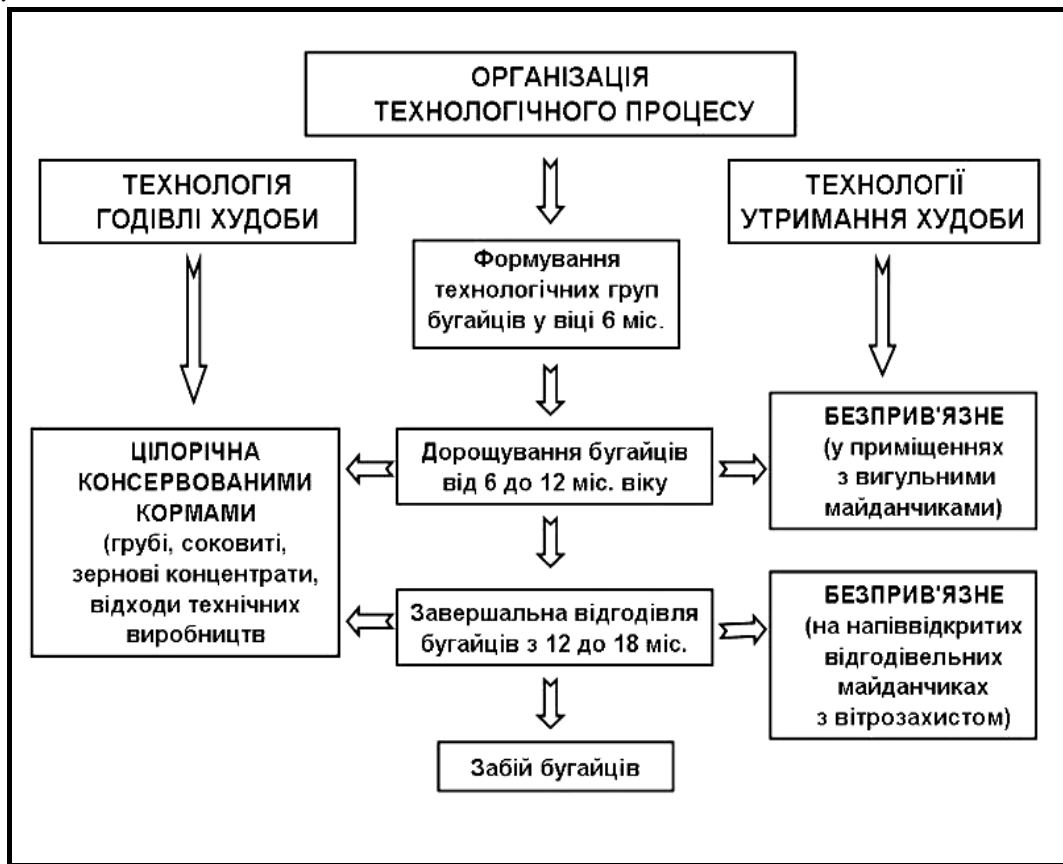 ОРГАНІЗАЦІЯ
ТЕХНОЛОГІЧНОГО ПРОЦЕСУ
ТЕХНОЛОГІЯ
ГОДІВЛІ ХУДОБИ
ТЕХНОЛОГІЇ
УТРИМАННЯ ХУДОБИ
Формування
технологічних груп
бугайців у віці 6 міс.
ЦІЛОРІЧНА
КОНСЕРВОВАНИМИ
КОРМАМИ
(грубі, соковиті,
зернові концентрати,
відходи технічних
виробництв
Дорощування бугайців
від 6 до 12 міс. віку
БЕЗПРИВ'ЯЗНЕ
(у приміщеннях
з вигульними
майданчиками)
Завершальна відгодівля
бугайців з 12 до 18 міс.
БЕЗПРИВ'ЯЗНЕ
(на напіввідкритих
відгодівельних
майданчиках
з вітрозахистом)
Забій бугайців